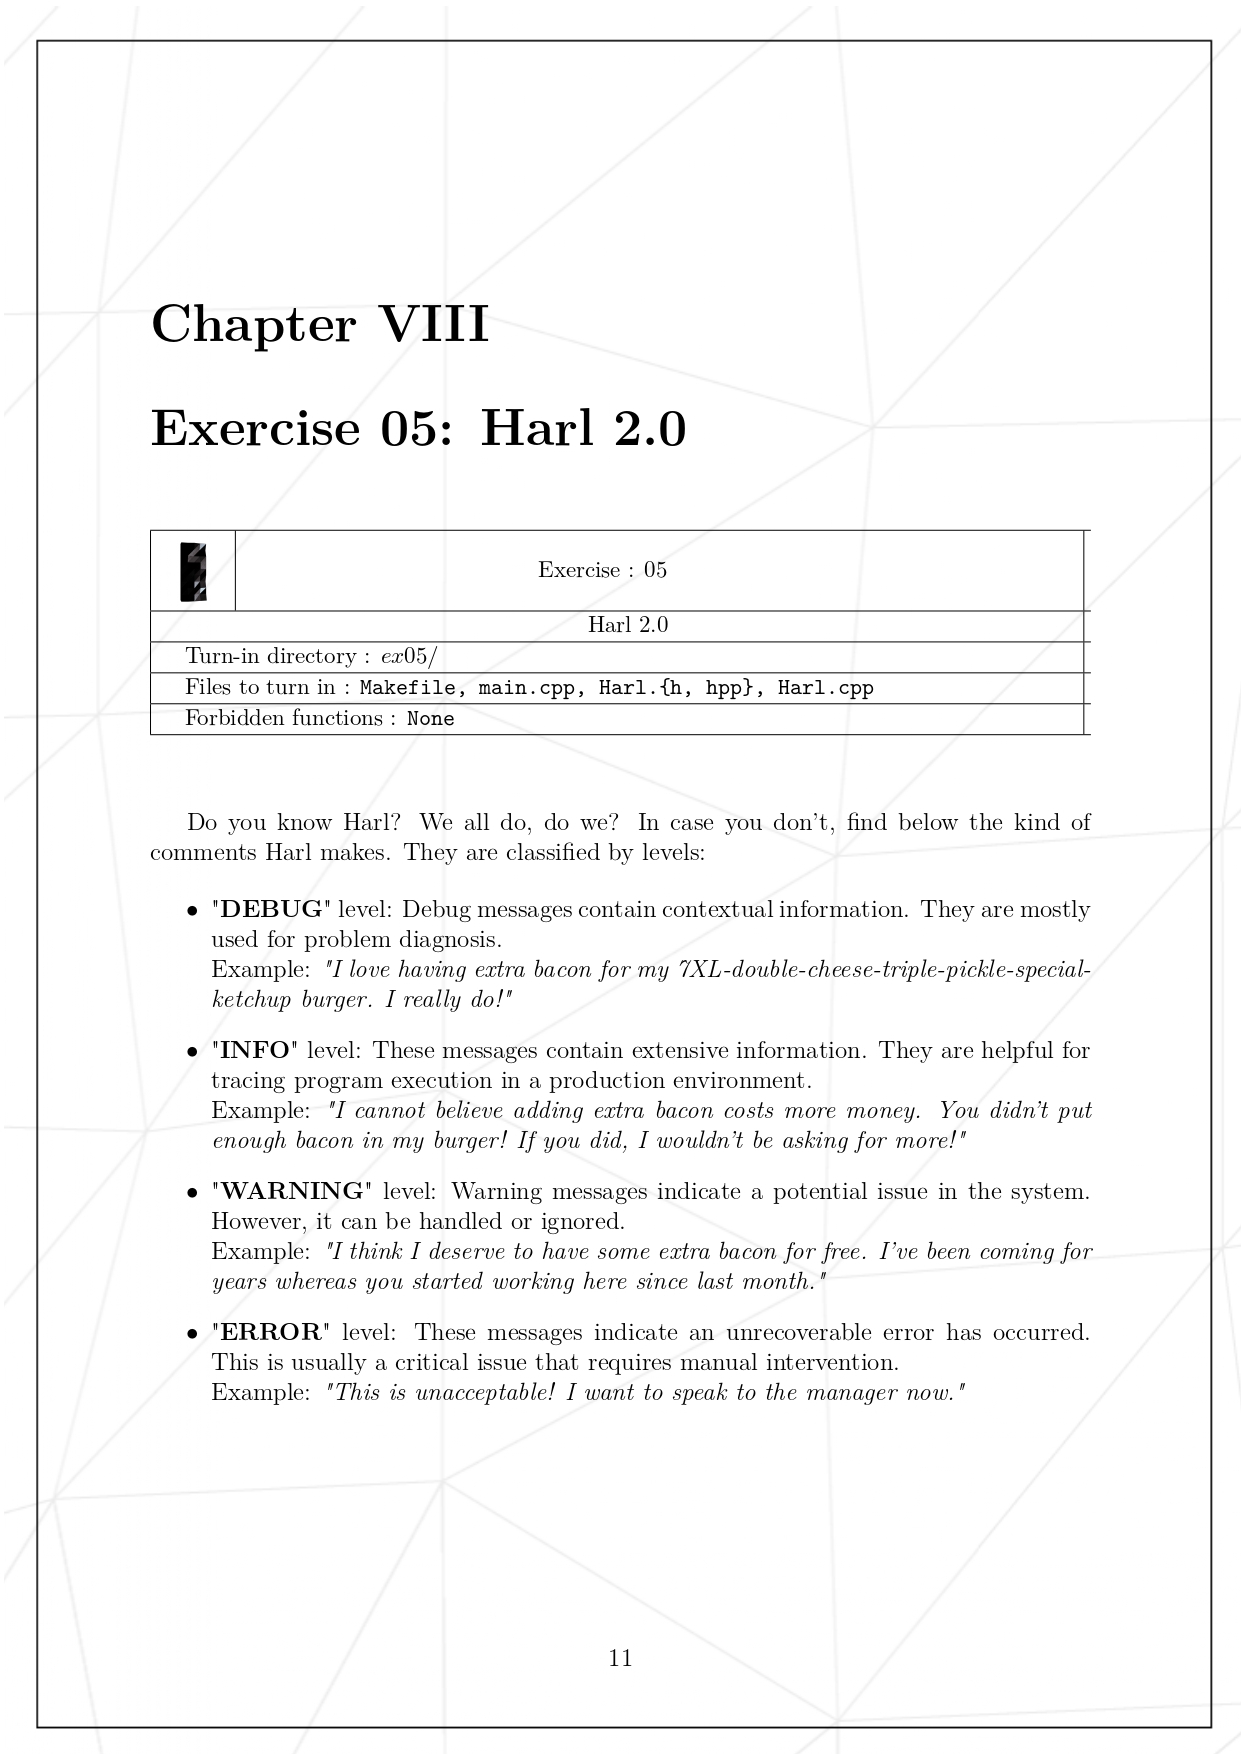 Chapter VIII
Exercise 05: Harl 2.0
Exercise : 05
Harl 2.0
Turn-in directory : ex05/
Files to turn in : Makefile, main.cpp, Harl.{h, hpp}, Harl.cpp
Forbidden functions : None
Do you know Harl? We all do, do we? In case you don't, find below the kind of
comments Harl makes. They are classified by levels:
• "DEBUG" level: Debug messages contain contextual information. They are mostly
used for problem diagnosis.
Example: "I love having extra bacon for my 7XL-double-cheese-triple-pickle-special-
ketchup burger. I really do!"
• "INFO" level: These messages contain extensive information. They are helpful for
tracing program execution in a production environment.
Example: "I cannot believe adding extra bacon costs more money. You didn't put
enough bacon in my burger! If you did, I wouldn't be asking for more!"
• "WARNING" level: Warning messages indicate a potential issue in the system.
However, it can be handled or ignored.
Example: "I think I deserve to have some extra bacon for free. I've been coming for
years whereas you started working here since last month."
• "ERROR" level: These messages indicate an unrecoverable error has occurred.
This is usually a critical issue that requires manual intervention.
Example: "This is unacceptable! I want to speak to the manager now."
11